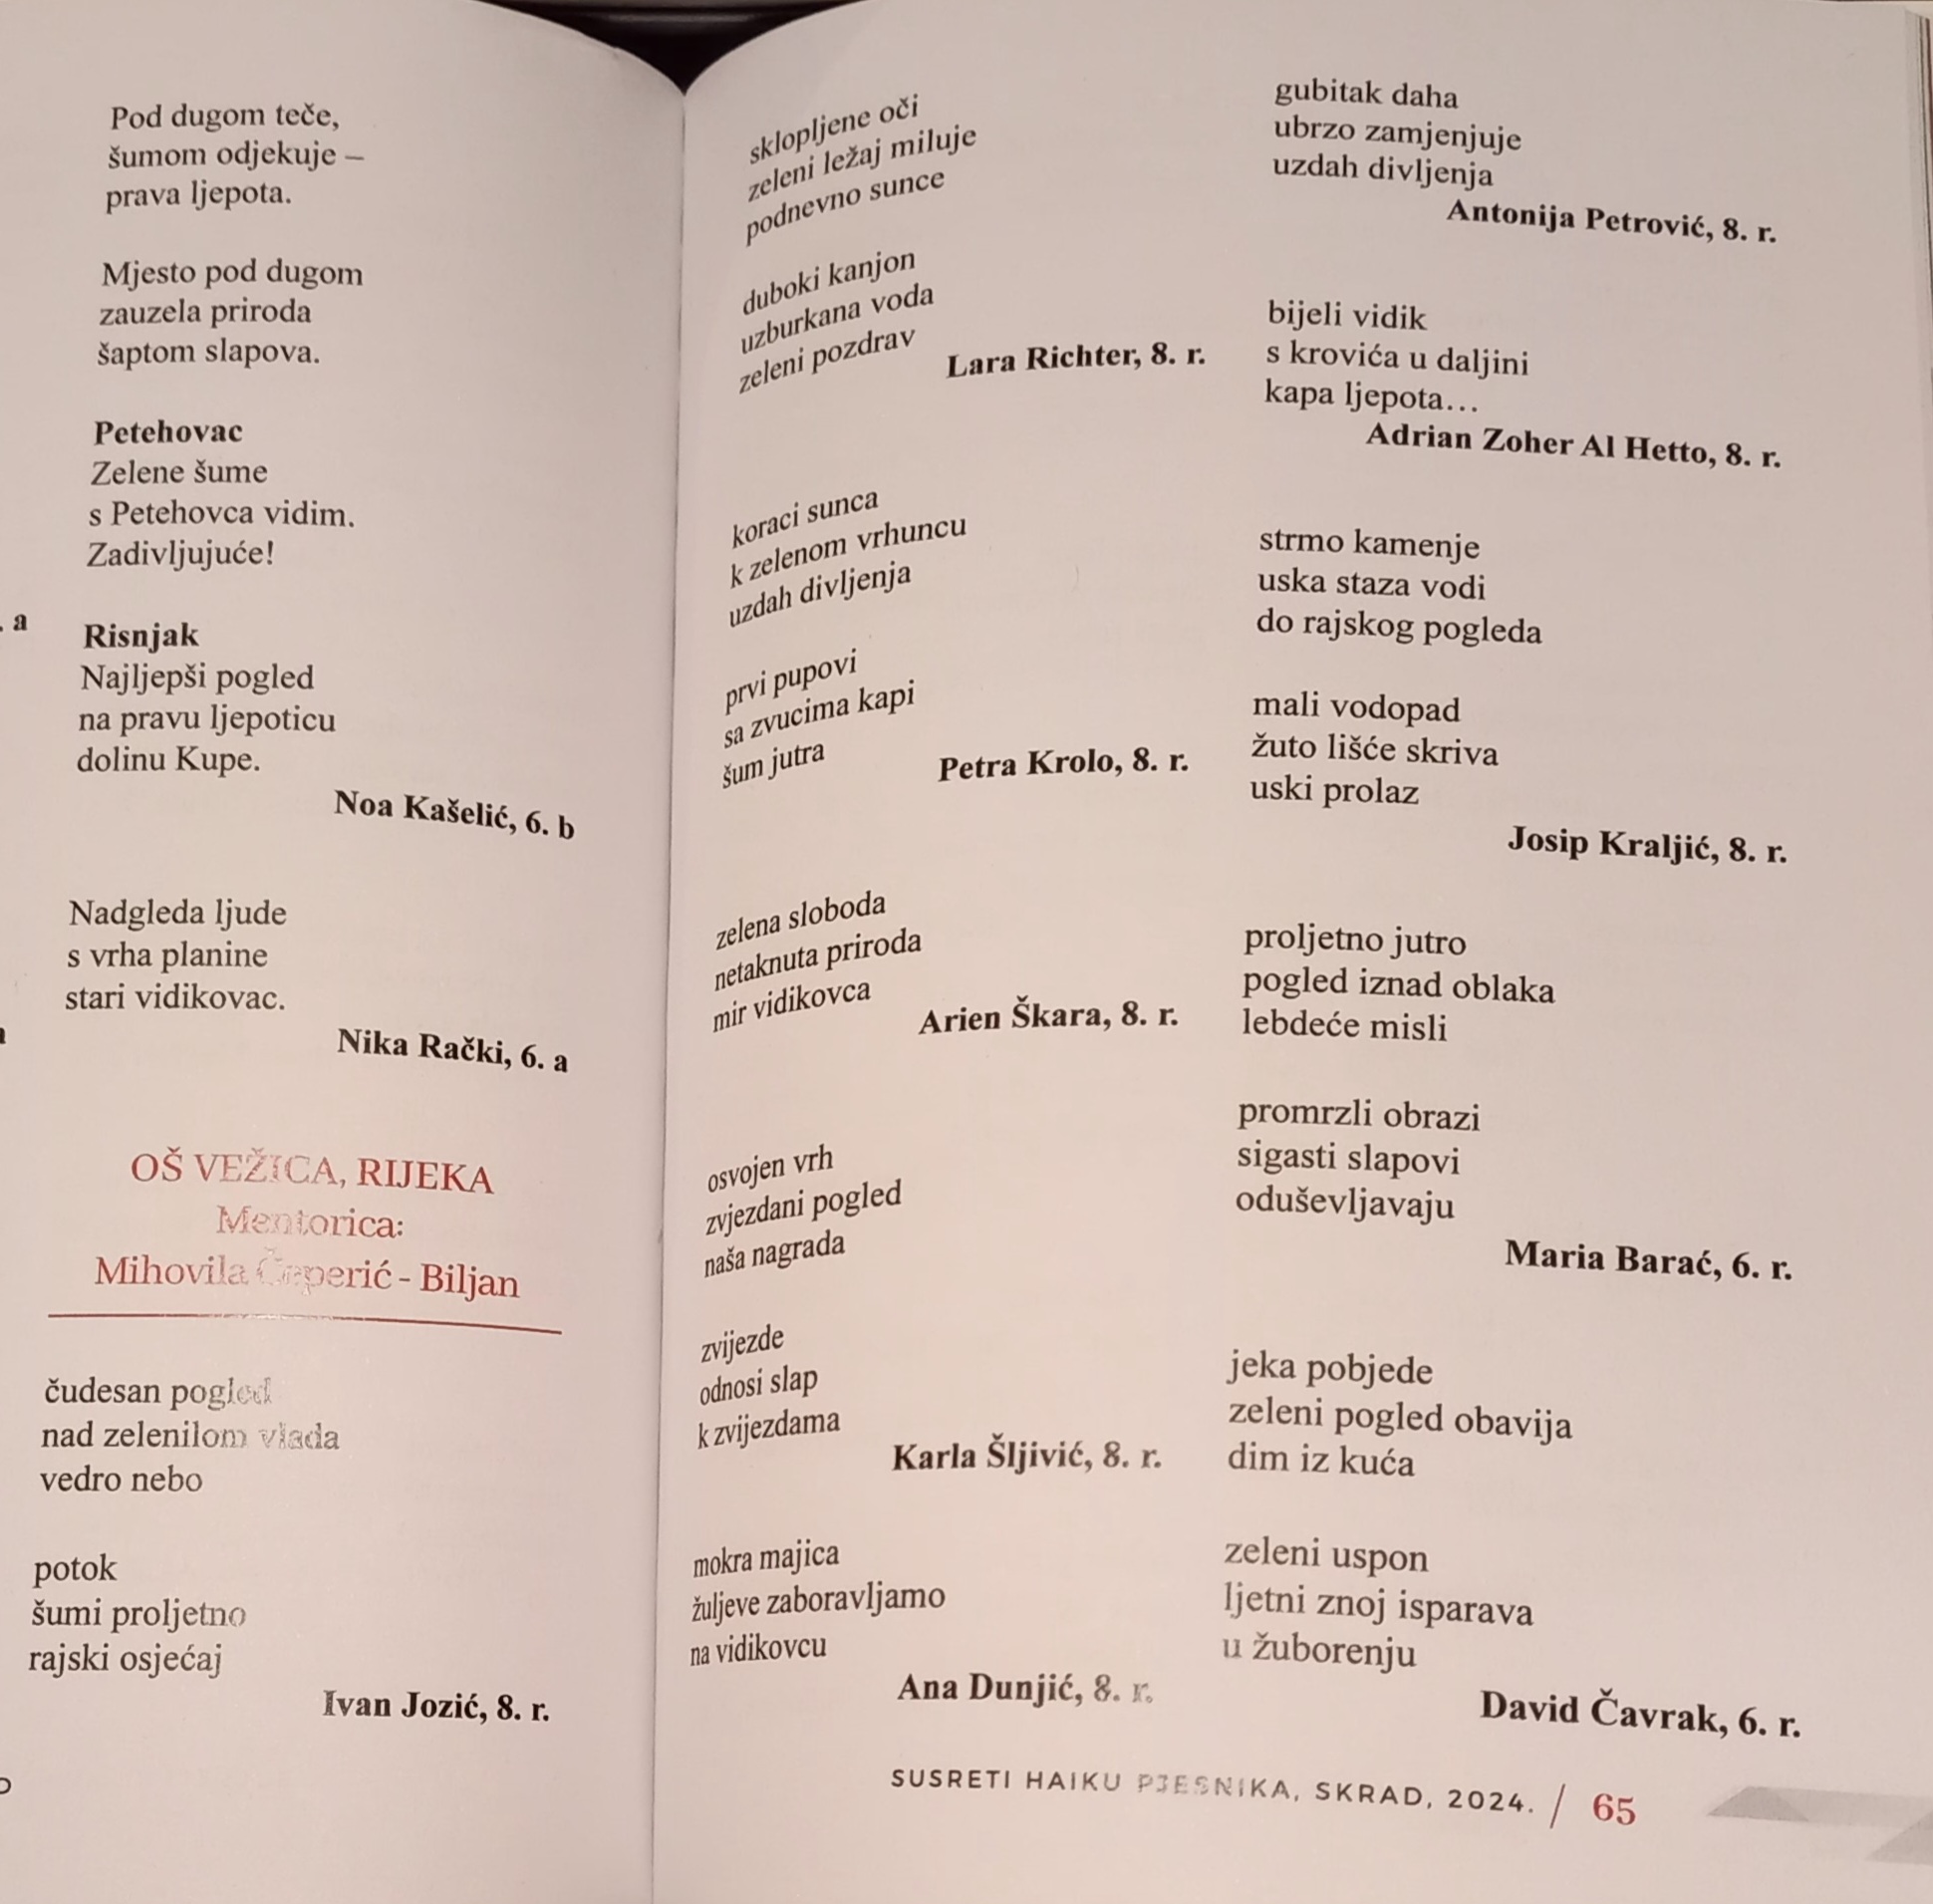 Pod dugom teče,
šumom odjekuje –
prava ljepota.
Mjesto pod dugom
zauzela priroda
šaptom slapova.
Petehovac
Zelene šume
s Petehovca vidim.
Zadivljujuće!
. a
Risnjak
Najljepši pogled
na pravu ljepoticu
dolinu Kupe.
Noa Kašelić, 6. b
Nadgleda ljude
s vrha planine
stari vidikovac.
Nika Rački, 6. a
OŠ VEŽICA, RIJEKA
Mentorica:
Mihovila Čeperić - Biljan
čudesan pogled
nad zelenilom vlada
vedro nebo
potok
šumi proljetno
rajski osjećaj
Ivan Jozić, 8. r.
sklopljene oči
zeleni ležaj miluje
podnevno sunce
duboki kanjon
uzburkana voda
zeleni pozdrav
Lara Richter, 8. r.
koraci sunca
k zelenom vrhuncu
uzdah divljenja
prvi pupovi
sa zvucima kapi
šum jutra
Petra Krolo, 8. r.
zelena sloboda
netaknuta priroda
mir vidikovca
Arien Škara, 8. r.
osvojen vrh
zvjezdani pogled
naša nagrada
zvijezde
odnosi slap
k zvijezdama
Karla Šljivić, 8. r.
mokra majica
žuljeve zaboravljamo
na vidikovcu
Ana Dunjić, 8. r.
gubitak daha
ubrzo zamjenjuje
uzdah divljenja
Antonija Petrović, 8. r.
bijeli vidik
s krovića u daljini
kapa ljepota…
Adrian Zoher Al Hetto, 8. r.
strmo kamenje
uska staza vodi
do rajskog pogleda
mali vodopad
žuto lišće skriva
uski prolaz
Josip Kraljić, 8. r.
proljetno jutro
pogled iznad oblaka
lebdeće misli
promrzli obrazi
sigasti slapovi
oduševljavaju
Maria Barać, 6. r.
jeka pobjede
zeleni pogled obavija
dim iz kuća
zeleni uspon
ljetni znoj isparava
u žuborenju
David Čavrak, 6. r.
SUSRETI HAIKU PJESNIKA, SKRAD, 2024. / 65